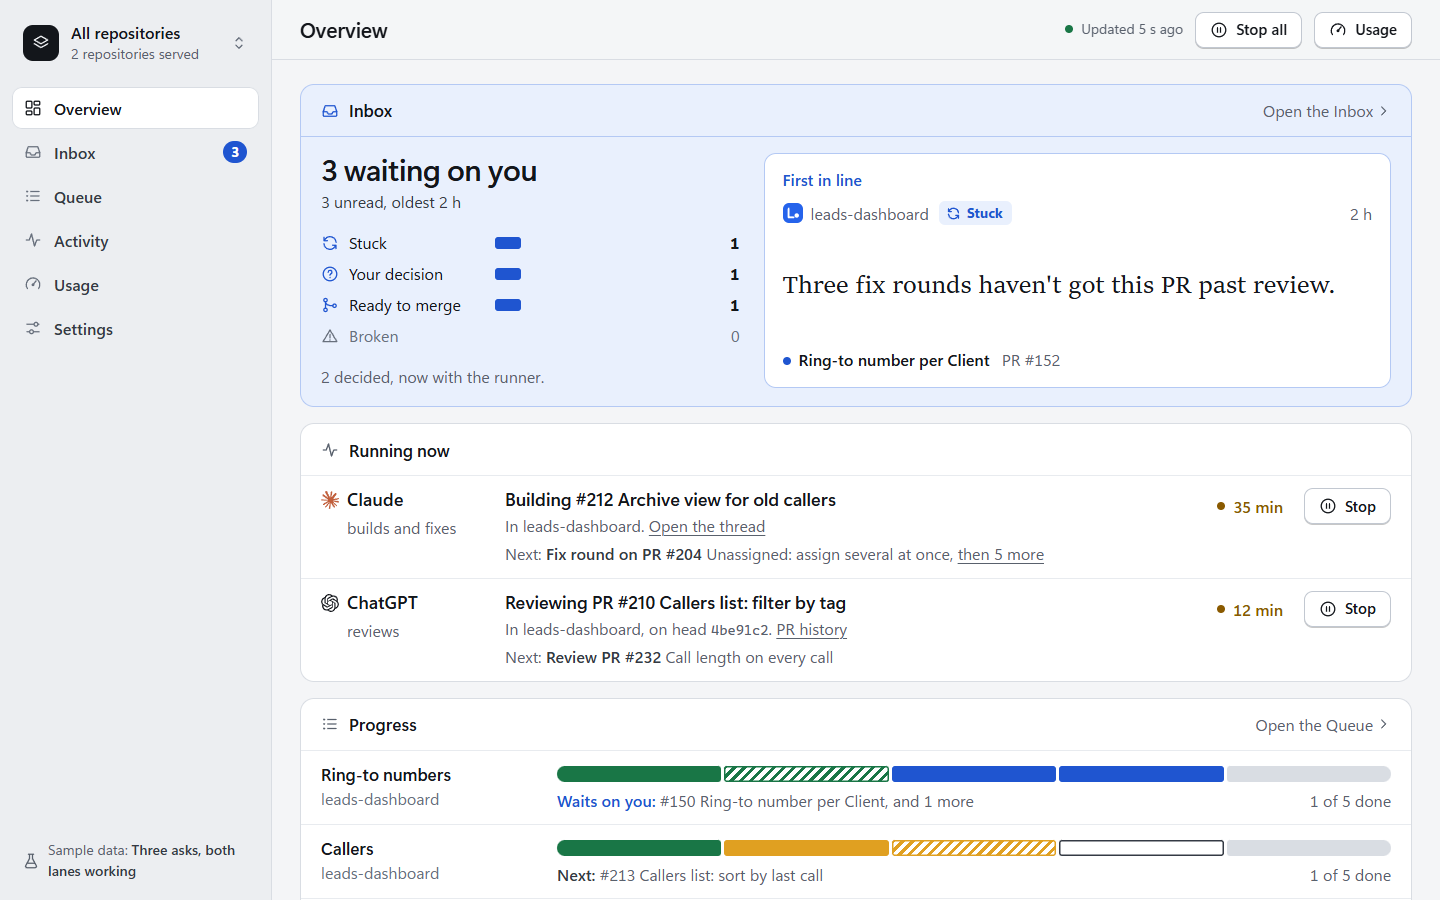 All repositories
2 repositories served
Overview
Inbox
3
Queue
Activity
Usage
Settings
Sample data: Three asks, both
lanes working
Overview
Updated 5 s ago
Stop all
Usage
Inbox
Open the Inbox
3 waiting on you
3 unread, oldest 2 h
Stuck 1
Your decision 1
Ready to merge 1
Broken 0
2 decided, now with the runner.
First in line
L. leads-dashboard Stuck 2 h
Three fix rounds haven't got this PR past review.
Ring-to number per Client PR #152
Running now
Claude
builds and fixes
Building #212 Archive view for old callers
In leads-dashboard. Open the thread
Next: Fix round on PR #204 Unassigned: assign several at once, then 5 more
35 min
Stop
ChatGPT
reviews
Reviewing PR #210 Callers list: filter by tag
In leads-dashboard, on head 4be91c2. PR history
Next: Review PR #232 Call length on every call
12 min
Stop
Progress
Open the Queue
Ring-to numbers
leads-dashboard
Waits on you: #150 Ring-to number per Client, and 1 more
1 of 5 done
Callers
leads-dashboard
Next: #213 Callers list: sort by last call
1 of 5 done